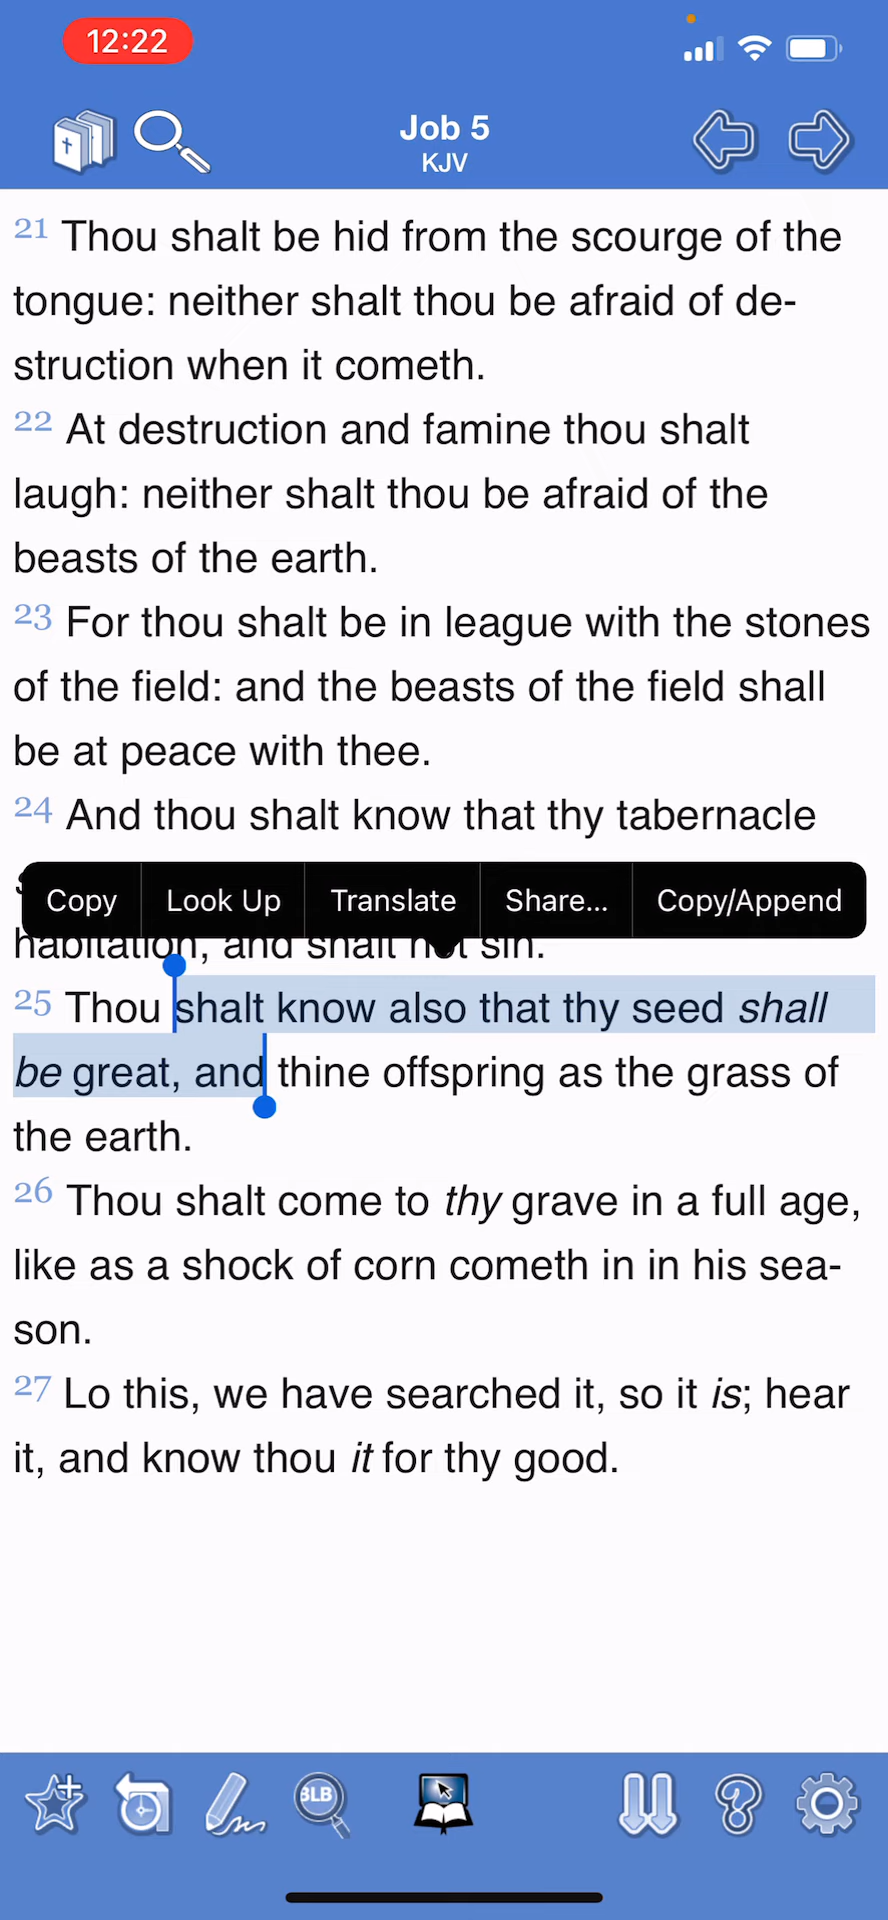 12:22
Job 5
KJV
21 Thou shalt be hid from the scourge of the
tongue: neither shalt thou be afraid of de-
struction when it cometh.
22 At destruction and famine thou shalt
laugh: neither shalt thou be afraid of the
beasts of the earth.
23 For thou shalt be in league with the stones
of the field: and the beasts of the field shall
be at peace with thee.
24 And thou shalt know that thy tabernacle
Copy Look Up Translate Share... Copy/Append
habitation, and shalt not sin.
25 Thou shalt know also that thy seed shall
be great, and thine offspring as the grass of
the earth.
26 Thou shalt come to thy grave in a full age,
like as a shock of corn cometh in in his sea-
son.
27 Lo this, we have searched it, so it is; hear
it, and know thou it for thy good.
BLB